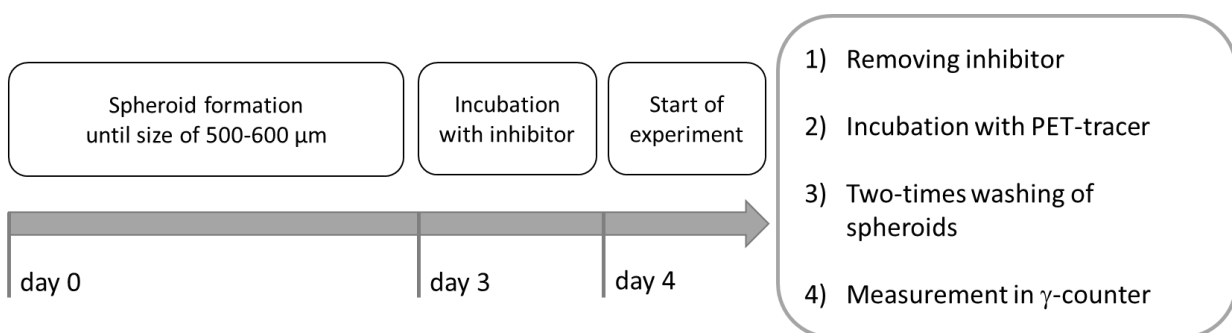 Spheroid formation
until size of 500-600 µm
Incubation
with inhibitor
Start of
experiment
day 0
day 3
day 4
1) Removing inhibitor
2) Incubation with PET-tracer
3) Two-times washing of
spheroids
4) Measurement in γ-counter